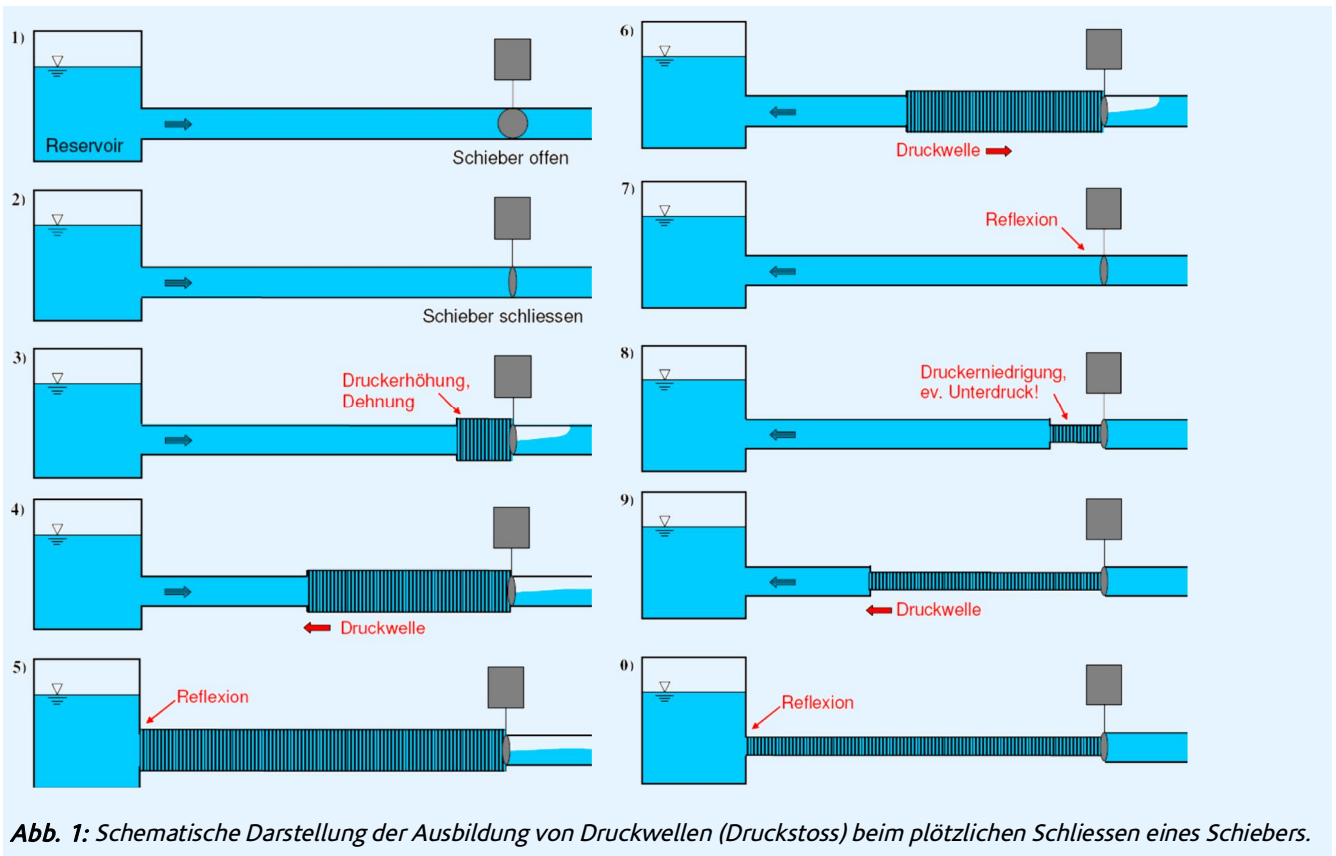 1)
Reservoir
Schieber offen
2)
Schieber schliessen
3)
Druckerhöhung,
Dehnung
4)
Druckwelle
5)
Reflexion
6)
Druckwelle
7)
Reflexion
8)
Druckerniedrigung,
ev. Unterdruck!
9)
Druckwelle
0)
Reflexion
Abb. 1: Schematische Darstellung der Ausbildung von Druckwellen (Druckstoss) beim plötzlichen Schliessen eines Schiebers.